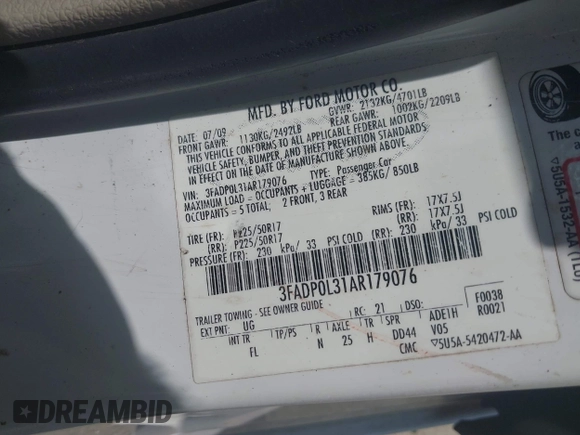 MFD. BY FORD MOTOR CO.
DATE: 07/09 GVWR: 2132KG/4701LB
FRONT GAWR: 1130KG/2492LB REAR GAWR: 1002KG/2209LB
THIS VEHICLE CONFORMS TO ALL APPLICABLE FEDERAL MOTOR
VEHICLE SAFETY, BUMPER, AND THEFT PREVENTION STANDARDS
IN EFFECT ON THE DATE OF MANUFACTURE SHOWN ABOVE.
VIN: 3FADP0L31AR179076 TYPE: Passenger Car
MAXIMUM LOAD = OCCUPANTS + LUGGAGE = 385KG/ 850LB
OCCUPANTS = 5 TOTAL, 2 FRONT, 3 REAR
TIRE (FR): P225/50R17 RIMS (FR): 17X7.5J
(RR): P225/50R17 (RR): 17X7.5J
PRESSURE (FR): 230 kPa/ 33 PSI COLD (RR): 230 kPa/ 33 PSI COLD
3FADP0L31AR179076
TRAILER TOWING - SEE OWNER GUIDE. RC: 21 DSO: F0038
EXT PNT: UG ADE1H R0021
INT TR TP/PS R AXLE TR SPR V05
FL N 25 H DD44 CMC
▽5U5A-5420472-AA
The
▽5U5A-1532-AA (TLU)
DREAMBID